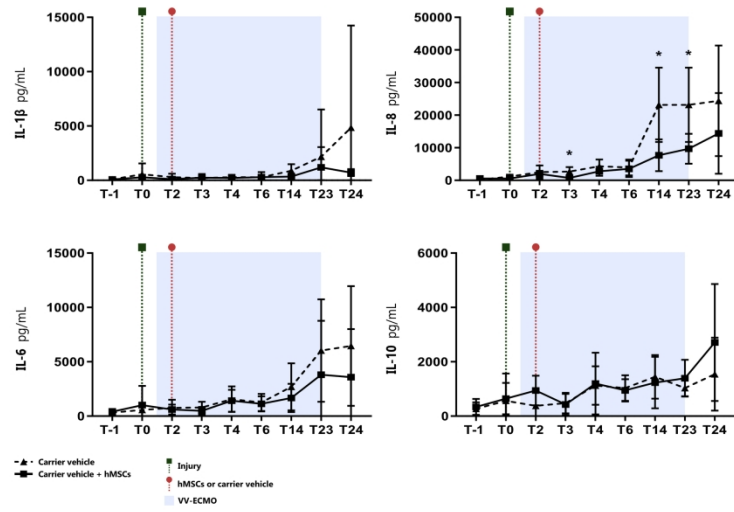 15000
10000
5000
0
IL-1β pg/mL
T-1 T0 T2 T3 T4 T6 T14 T23 T24
50000
40000
30000
20000
10000
0
IL-8 pg/mL
* * *
T-1 T0 T2 T3 T4 T6 T14 T23 T24
15000
10000
5000
0
IL-6 pg/mL
T-1 T0 T2 T3 T4 T6 T14 T23 T24
6000
4000
2000
0
IL-10 pg/mL
T-1 T0 T2 T3 T4 T6 T14 T23 T24
Carrier vehicle
Carrier vehicle + hMSCs
Injury
hMSCs or carrier vehicle
VV-ECMO